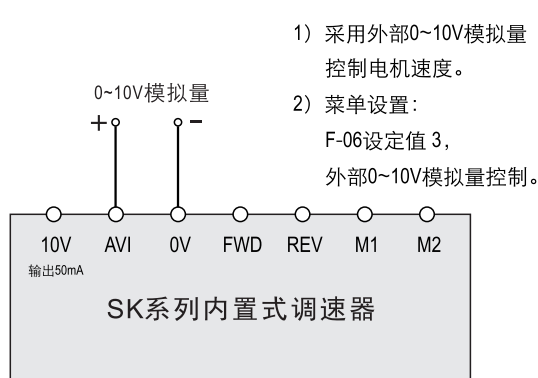 1）采用外部0~10V模拟量
控制电机速度。
2）菜单设置：
F-06设定值 3，
外部0~10V模拟量控制。
0~10V模拟量
+ -
10V AVI 0V FWD REV M1 M2
输出50mA
SK系列内置式调速器